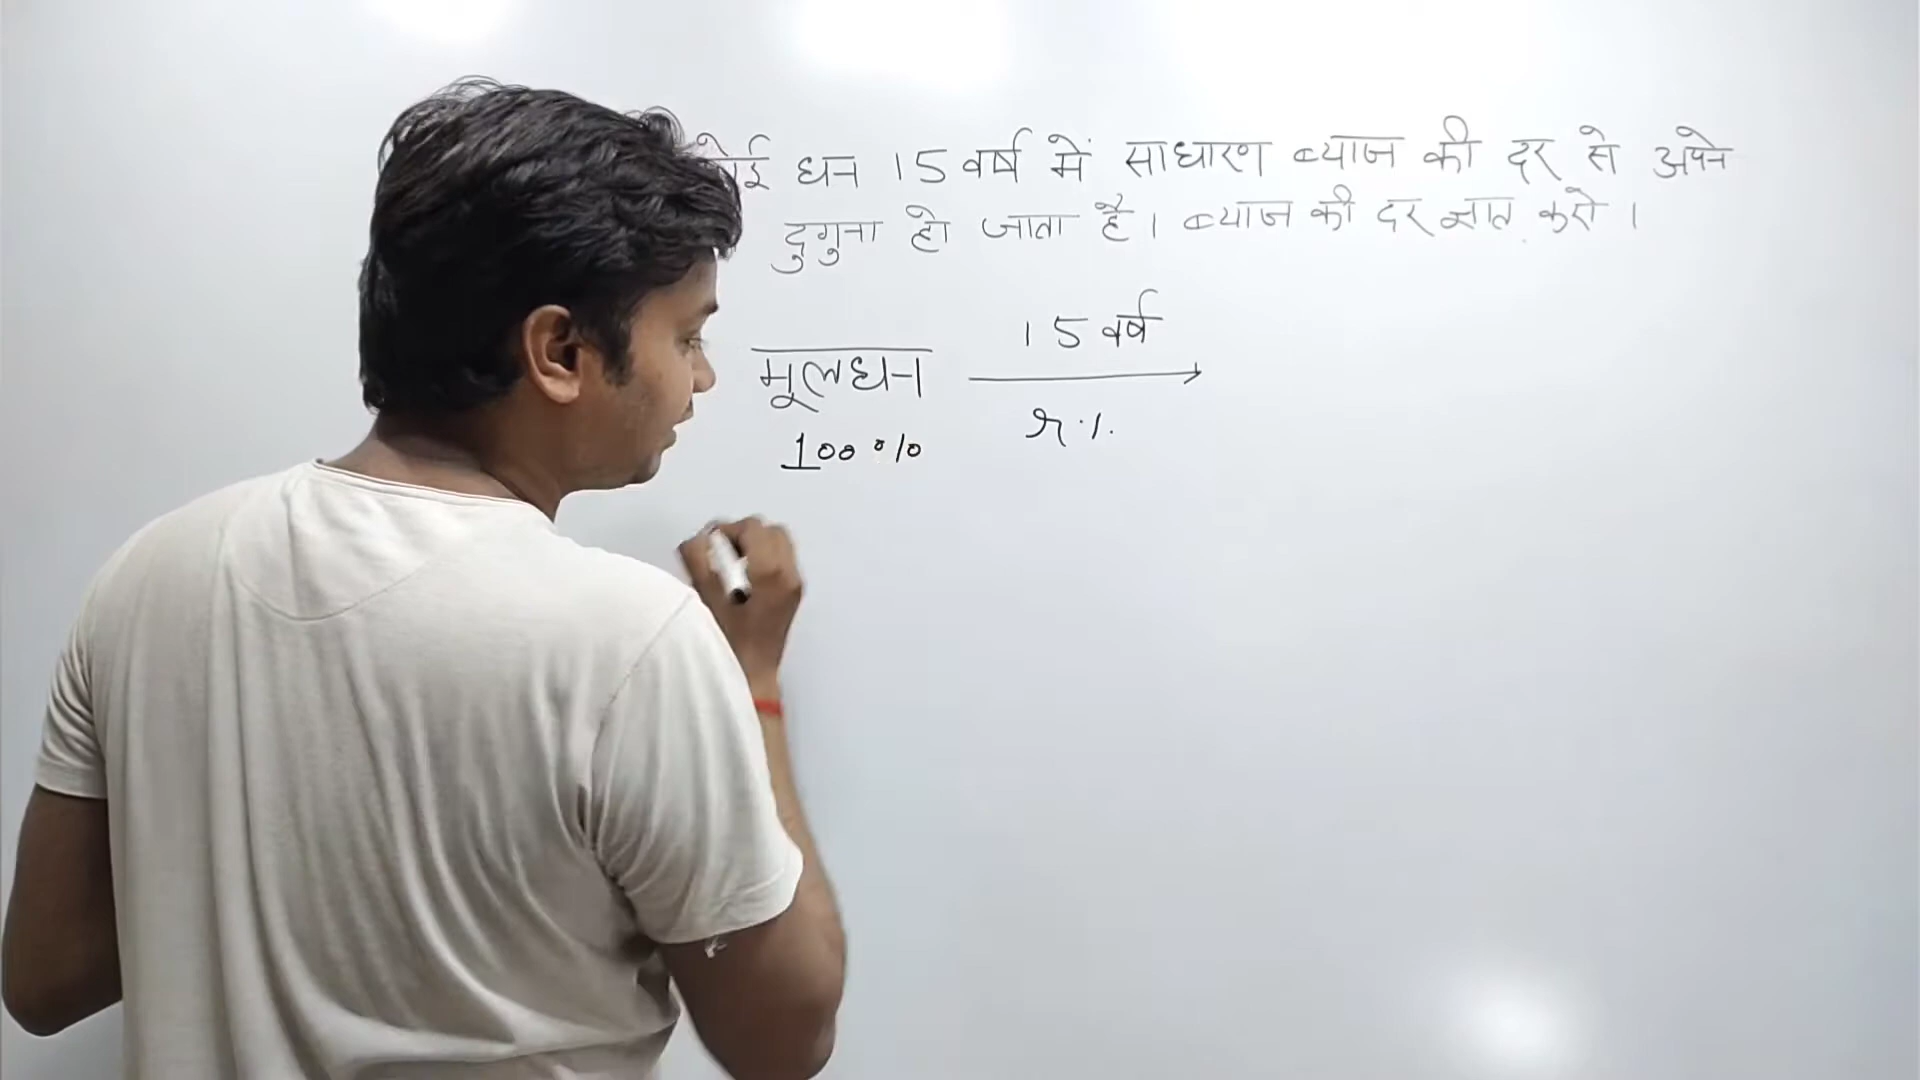 धन 15 वर्ष में साधारण ब्याज की दर से अपने
दुगुना हो जाता है। ब्याज की दर ज्ञात करो।
15 वर्ष
मूलधन
r%
100%